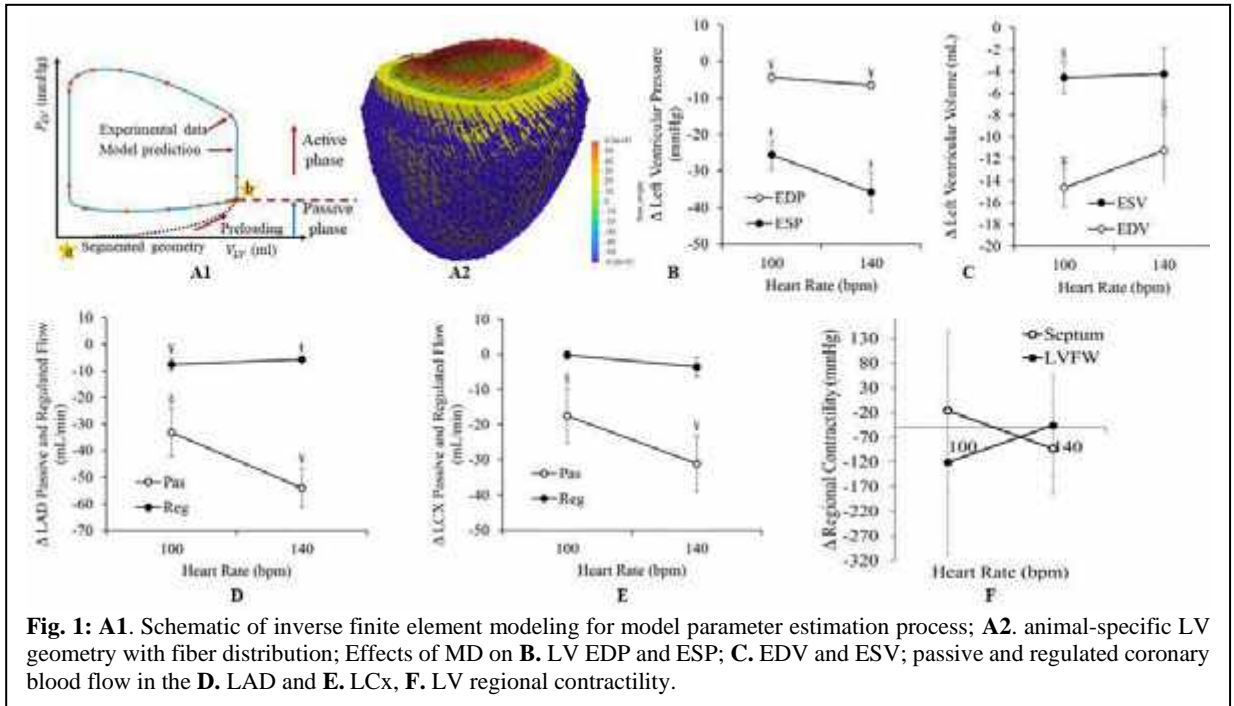 P_LV (mmHg)
Experimental data
Model prediction
Active
phase
b
Passive
phase
Preloading
a Segmented geometry
V_LV (ml)
A1
A2
Δ Left Ventricular Pressure
(mmHg)
10
0
-10
-20
-30
-40
-50
¥ ¥
EDP
ESP
100 140
Heart Rate (bpm)
B
Δ Left Ventricular Volume (mL)
0
-2
-4
-6
-8
-10
-12
-14
-16
-18
-20
ESV
EDV
100 140
Heart Rate (bpm)
C
Δ LAD Passive and Regulated Flow
(mL/min)
10
0
-10
-20
-30
-40
-50
-60
-70
¥
¥
Pas
Reg
100 140
Heart Rate (bpm)
D
Δ LCX Passive and Regulated Flow
(mL/min)
10
0
-10
-20
-30
-40
-50
¥
Pas
Reg
100 140
Heart Rate (bpm)
E
Δ Regional Contractility (mmHg)
130
80
30
-20
-70
-120
-170
-220
-270
-320
Septum
LVFW
100 140
Heart Rate (bpm)
F
Fig. 1: A1. Schematic of inverse finite element modeling for model parameter estimation process; A2. animal-specific LV
geometry with fiber distribution; Effects of MD on B. LV EDP and ESP; C. EDV and ESV; passive and regulated coronary
blood flow in the D. LAD and E. LCx, F. LV regional contractility.